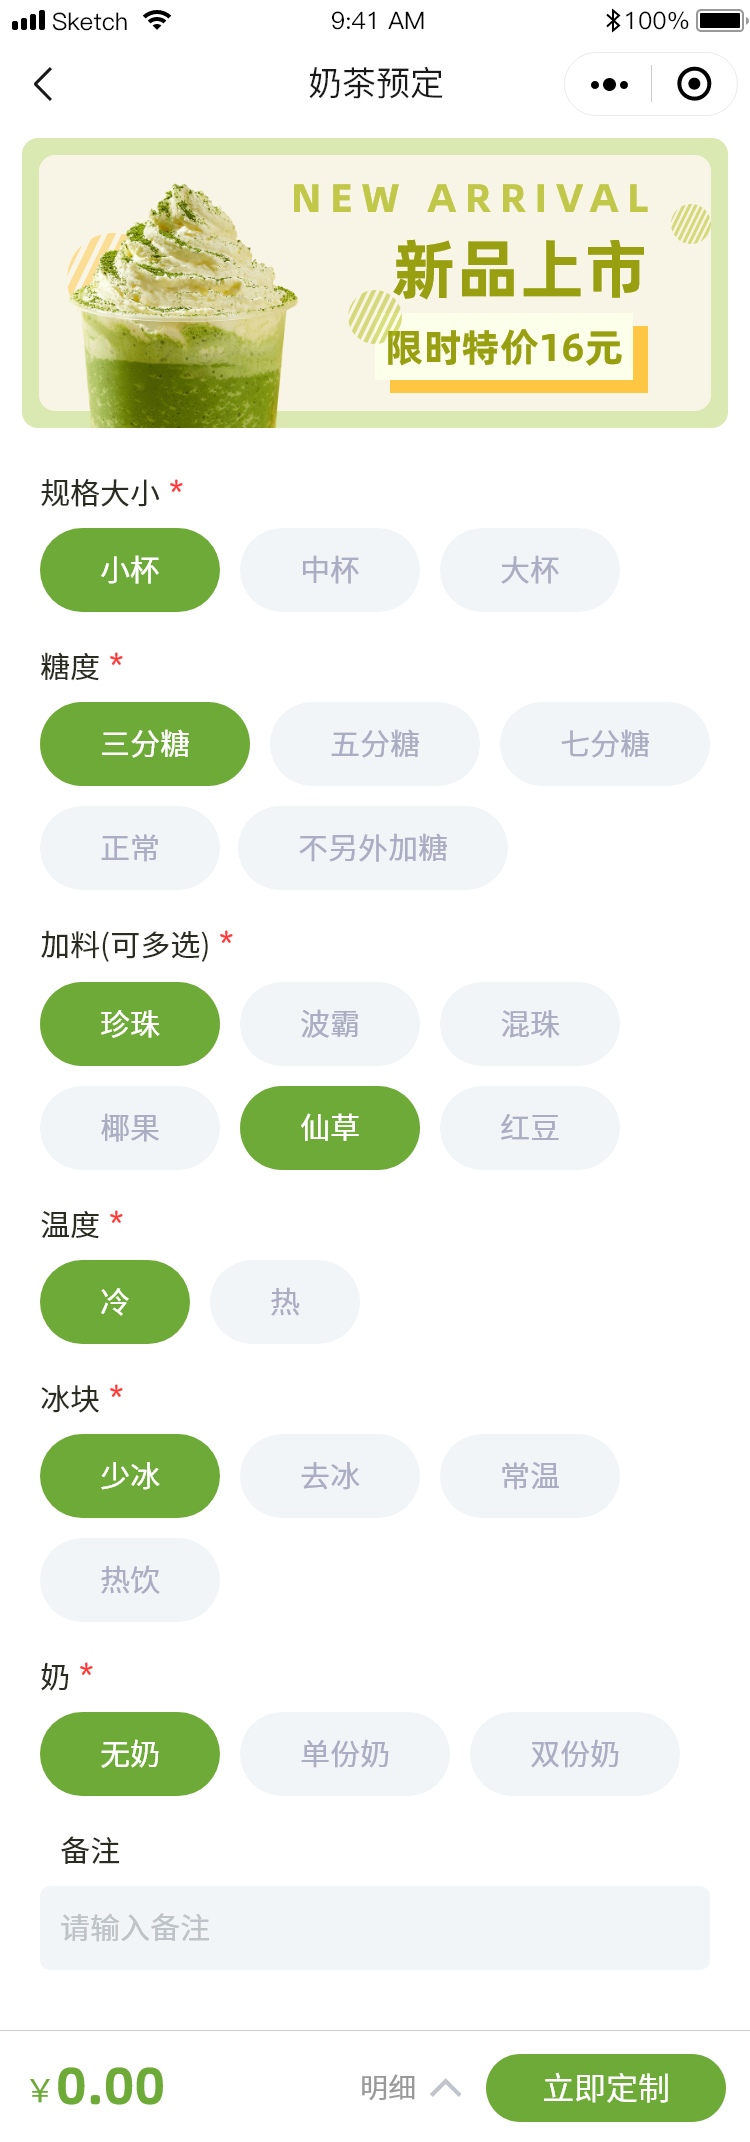 Sketch 9:41 AM 100%
奶茶预定
NEW ARRIVAL
新品上市
限时特价16元
规格大小 *
小杯 中杯 大杯
糖度 *
三分糖 五分糖 七分糖
正常 不另外加糖
加料(可多选) *
珍珠 波霸 混珠
椰果 仙草 红豆
温度 *
冷 热
冰块 *
少冰 去冰 常温
热饮
奶 *
无奶 单份奶 双份奶
备注
请输入备注
¥0.00 明细 立即定制